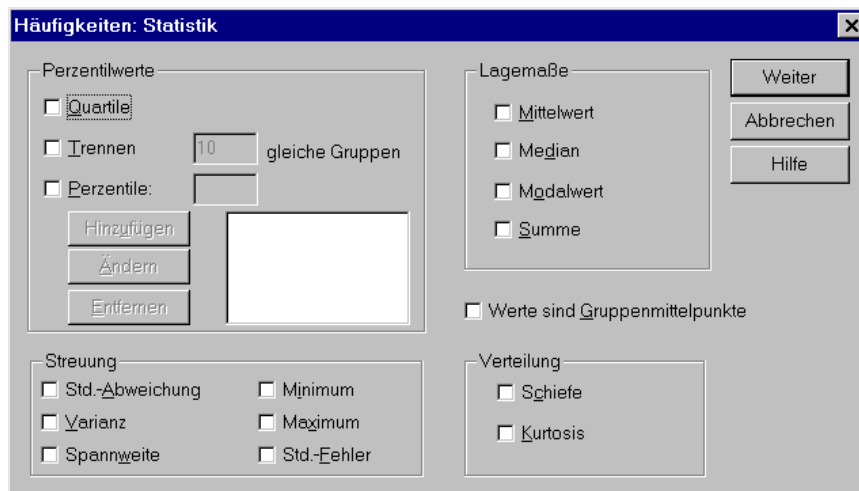 Häufigkeiten: Statistik
Perzentilwerte
Quartile
Trennen 10 gleiche Gruppen
Perzentile:
Hinzufügen
Ändern
Entfernen
Lagemaße
Mittelwert
Median
Modalwert
Summe
Weiter
Abbrechen
Hilfe
Werte sind Gruppenmittelpunkte
Streuung
Std.-Abweichung Minimum
Varianz Maximum
Spannweite Std.-Fehler
Verteilung
Schiefe
Kurtosis